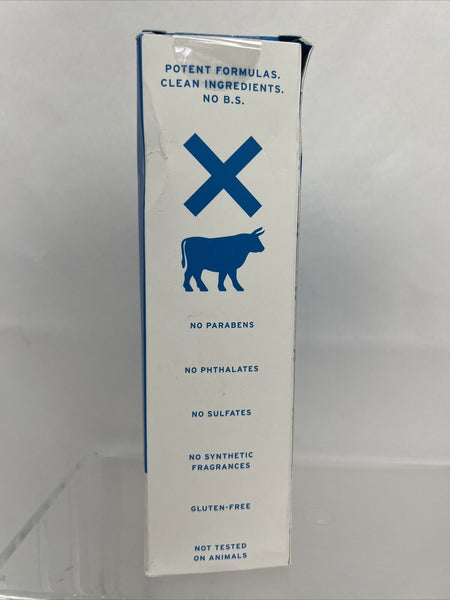 POTENT FORMULAS.
CLEAN INGREDIENTS.
NO B.S.
NO PARABENS
NO PHTHALATES
NO SULFATES
NO SYNTHETIC
FRAGRANCES
GLUTEN-FREE
NOT TESTED
ON ANIMALS